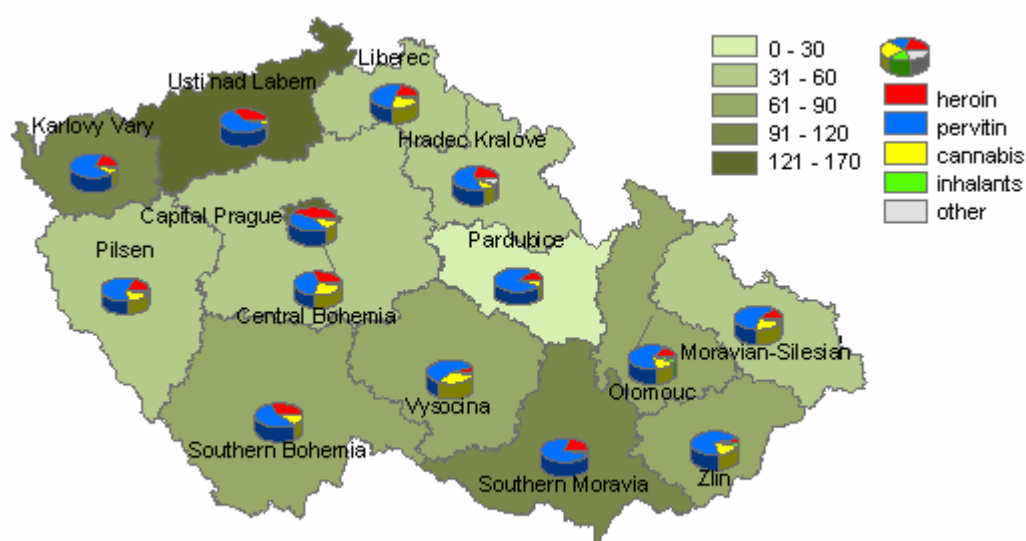 Liberec
Usti nad Labem
Karlovy Vary
Hradec Kralove
Capital Prague
Pilsen
Pardubice
Central Bohemia
Moravian-Silesian
Olomouc
Vysocina
Southern Bohemia
Southern Moravia
Zlin
0 - 30
31 - 60
61 - 90
91 - 120
121 - 170
heroin
pervitin
cannabis
inhalants
other